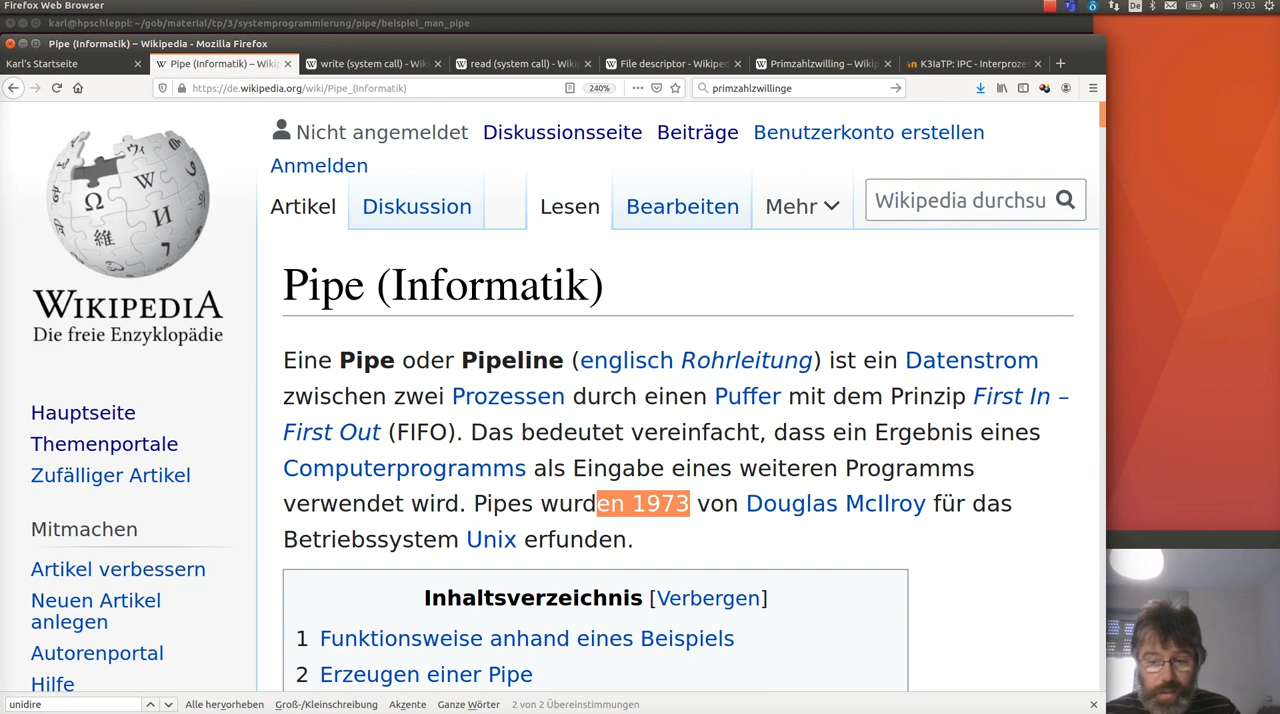 Firefox Web Browser
De
19:03
karl@hpschleppi: ~/gob/material/tp/3/systemprogrammierung/pipe/beispiel_man_pipe
Pipe (Informatik) – Wikipedia - Mozilla Firefox
Karl's Startseite
Pipe (Informatik) – Wiki
write (system call) - Wi
read (system call) - Wikip
File descriptor - Wikiped
Primzahlzwilling – Wiki
K3IaTP: IPC - Interprozes
https://de.wikipedia.org/wiki/Pipe_(Informatik)
240%
primzahlzwillinge
Nicht angemeldet Diskussionsseite Beiträge Benutzerkonto erstellen
Anmelden
Artikel Diskussion Lesen Bearbeiten Mehr Wikipedia durchsu
WIKIPEDIA
Die freie Enzyklopädie
Hauptseite
Themenportale
Zufälliger Artikel
Mitmachen
Artikel verbessern
Neuen Artikel
anlegen
Autorenportal
Hilfe
Pipe (Informatik)
Eine Pipe oder Pipeline (englisch Rohrleitung) ist ein Datenstrom
zwischen zwei Prozessen durch einen Puffer mit dem Prinzip First In –
First Out (FIFO). Das bedeutet vereinfacht, dass ein Ergebnis eines
Computerprogramms als Eingabe eines weiteren Programms
verwendet wird. Pipes wurden 1973 von Douglas McIlroy für das
Betriebssystem Unix erfunden.
Inhaltsverzeichnis [Verbergen]
1 Funktionsweise anhand eines Beispiels
2 Erzeugen einer Pipe
unidire
Alle hervorheben Groß-/Kleinschreibung Akzente Ganze Wörter 2 von 2 Übereinstimmungen